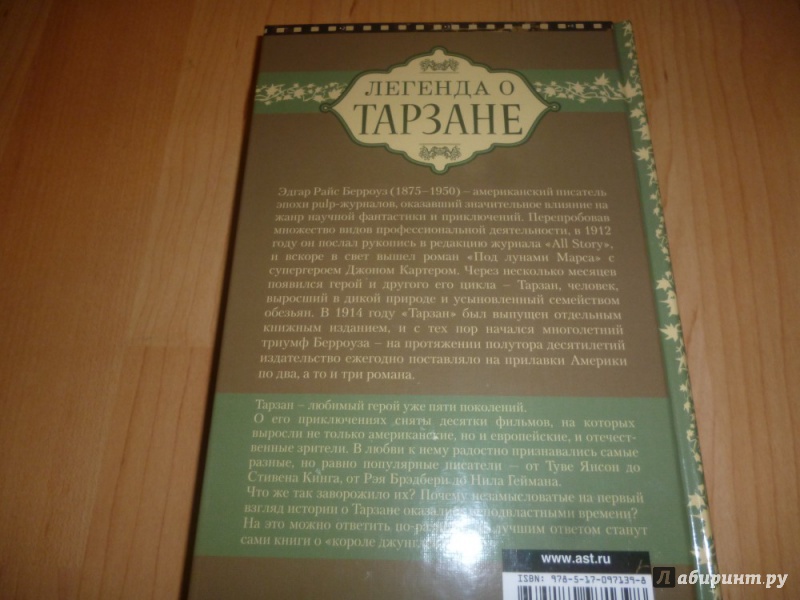 ЛЕГЕНДА О
ТАРЗАНЕ
Эдгар Райс Берроуз (1875–1950) – американский писатель
эпохи pulp-журналов, оказавший значительное влияние на
жанр научной фантастики и приключений. Перепробовав
множество видов профессиональной деятельности, в 1912
году он послал рукопись в редакцию журнала «All Story»,
и вскоре в свет вышел роман «Под лунами Марса» с
супергероем Джоном Картером. Через несколько месяцев
появился герой и другого его цикла – Тарзан, человек,
выросший в дикой природе и усыновленный семейством
обезьян. В 1914 году «Тарзан» был выпущен отдельным
книжным изданием, и с тех пор начался многолетний
триумф Берроуза – на протяжении полутора десятилетий
издательство ежегодно поставляло на прилавки Америки
по два, а то и три романа.
Тарзан – любимый герой уже пяти поколений.
О его приключениях сняты десятки фильмов, на которых
выросли не только американские, но и европейские, и отечест-
венные зрители. В любви к нему радостно признавались самые
разные, но равно популярные писатели — от Туве Янсон до
Стивена Кинга, от Рэя Брэдбери до Нила Геймана.
Что же так заворожило их? Почему незамысловатые на первый
взгляд истории о Тарзане оказались неподвластными времени?
На это можно ответить по-разному, лучшим ответом станут
сами книги о «короле джунг
www.ast.ru
ISBN: 978-5-17-097139-8
Лабиринт.ру